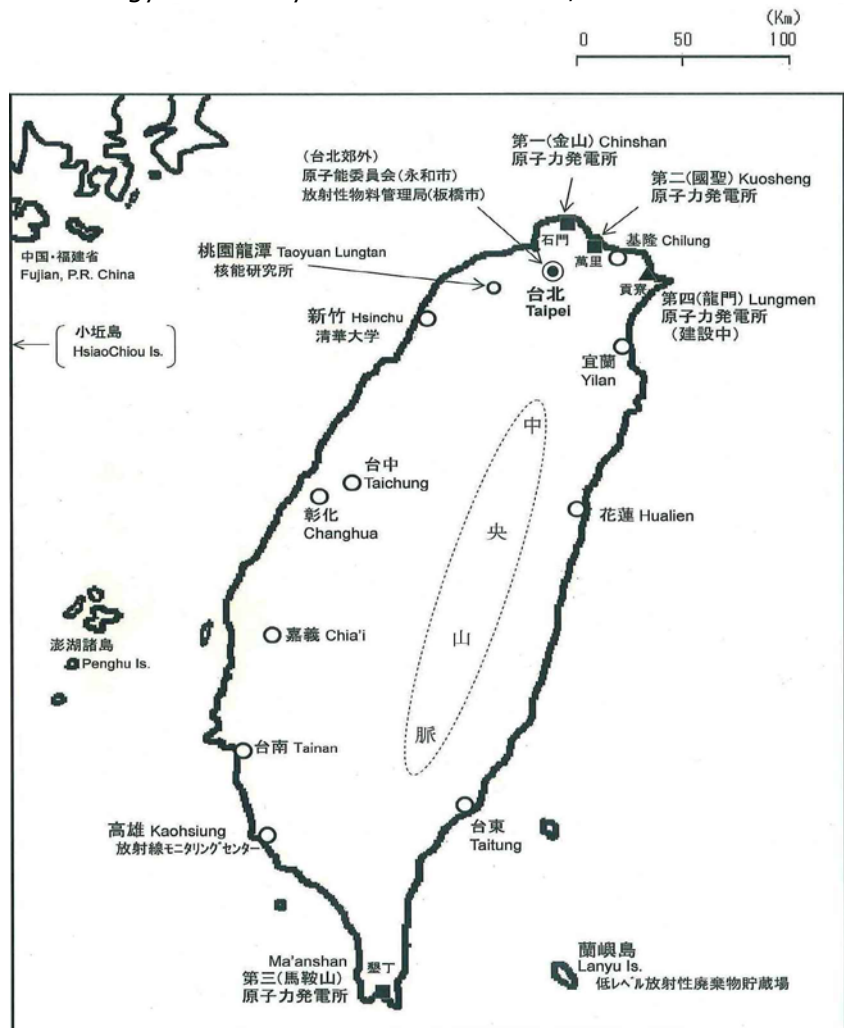 (Km)
0 50 100
(台北郊外)
原子能委員会(永和市)
放射性物料管理局(板橋市)
第一(金山) Chinshan
原子力発電所
第二(國聖) Kuosheng
原子力発電所
石門
萬里
基隆 Chilung
貢寮
第四(龍門) Lungmen
原子力発電所
(建設中)
台北
Taipei
桃園龍潭 Taoyuan Lungtan
核能研究所
中国・福建省
Fujian, P.R. China
小坵島
HsiaoChiou Is.
新竹 Hsinchu
清華大学
宜蘭
Yilan
台中
Taichung
彰化
Changhua
花蓮 Hualien
中
央
山
脈
澎湖諸島
Penghu Is.
嘉義 Chia'i
台南 Tainan
高雄 Kaohsiung
放射線モニタリングセンター
台東
Taitung
Ma'anshan
第三(馬鞍山)
原子力発電所
墾丁
蘭嶼島
Lanyu Is.
低レベル放射性廃棄物貯蔵場